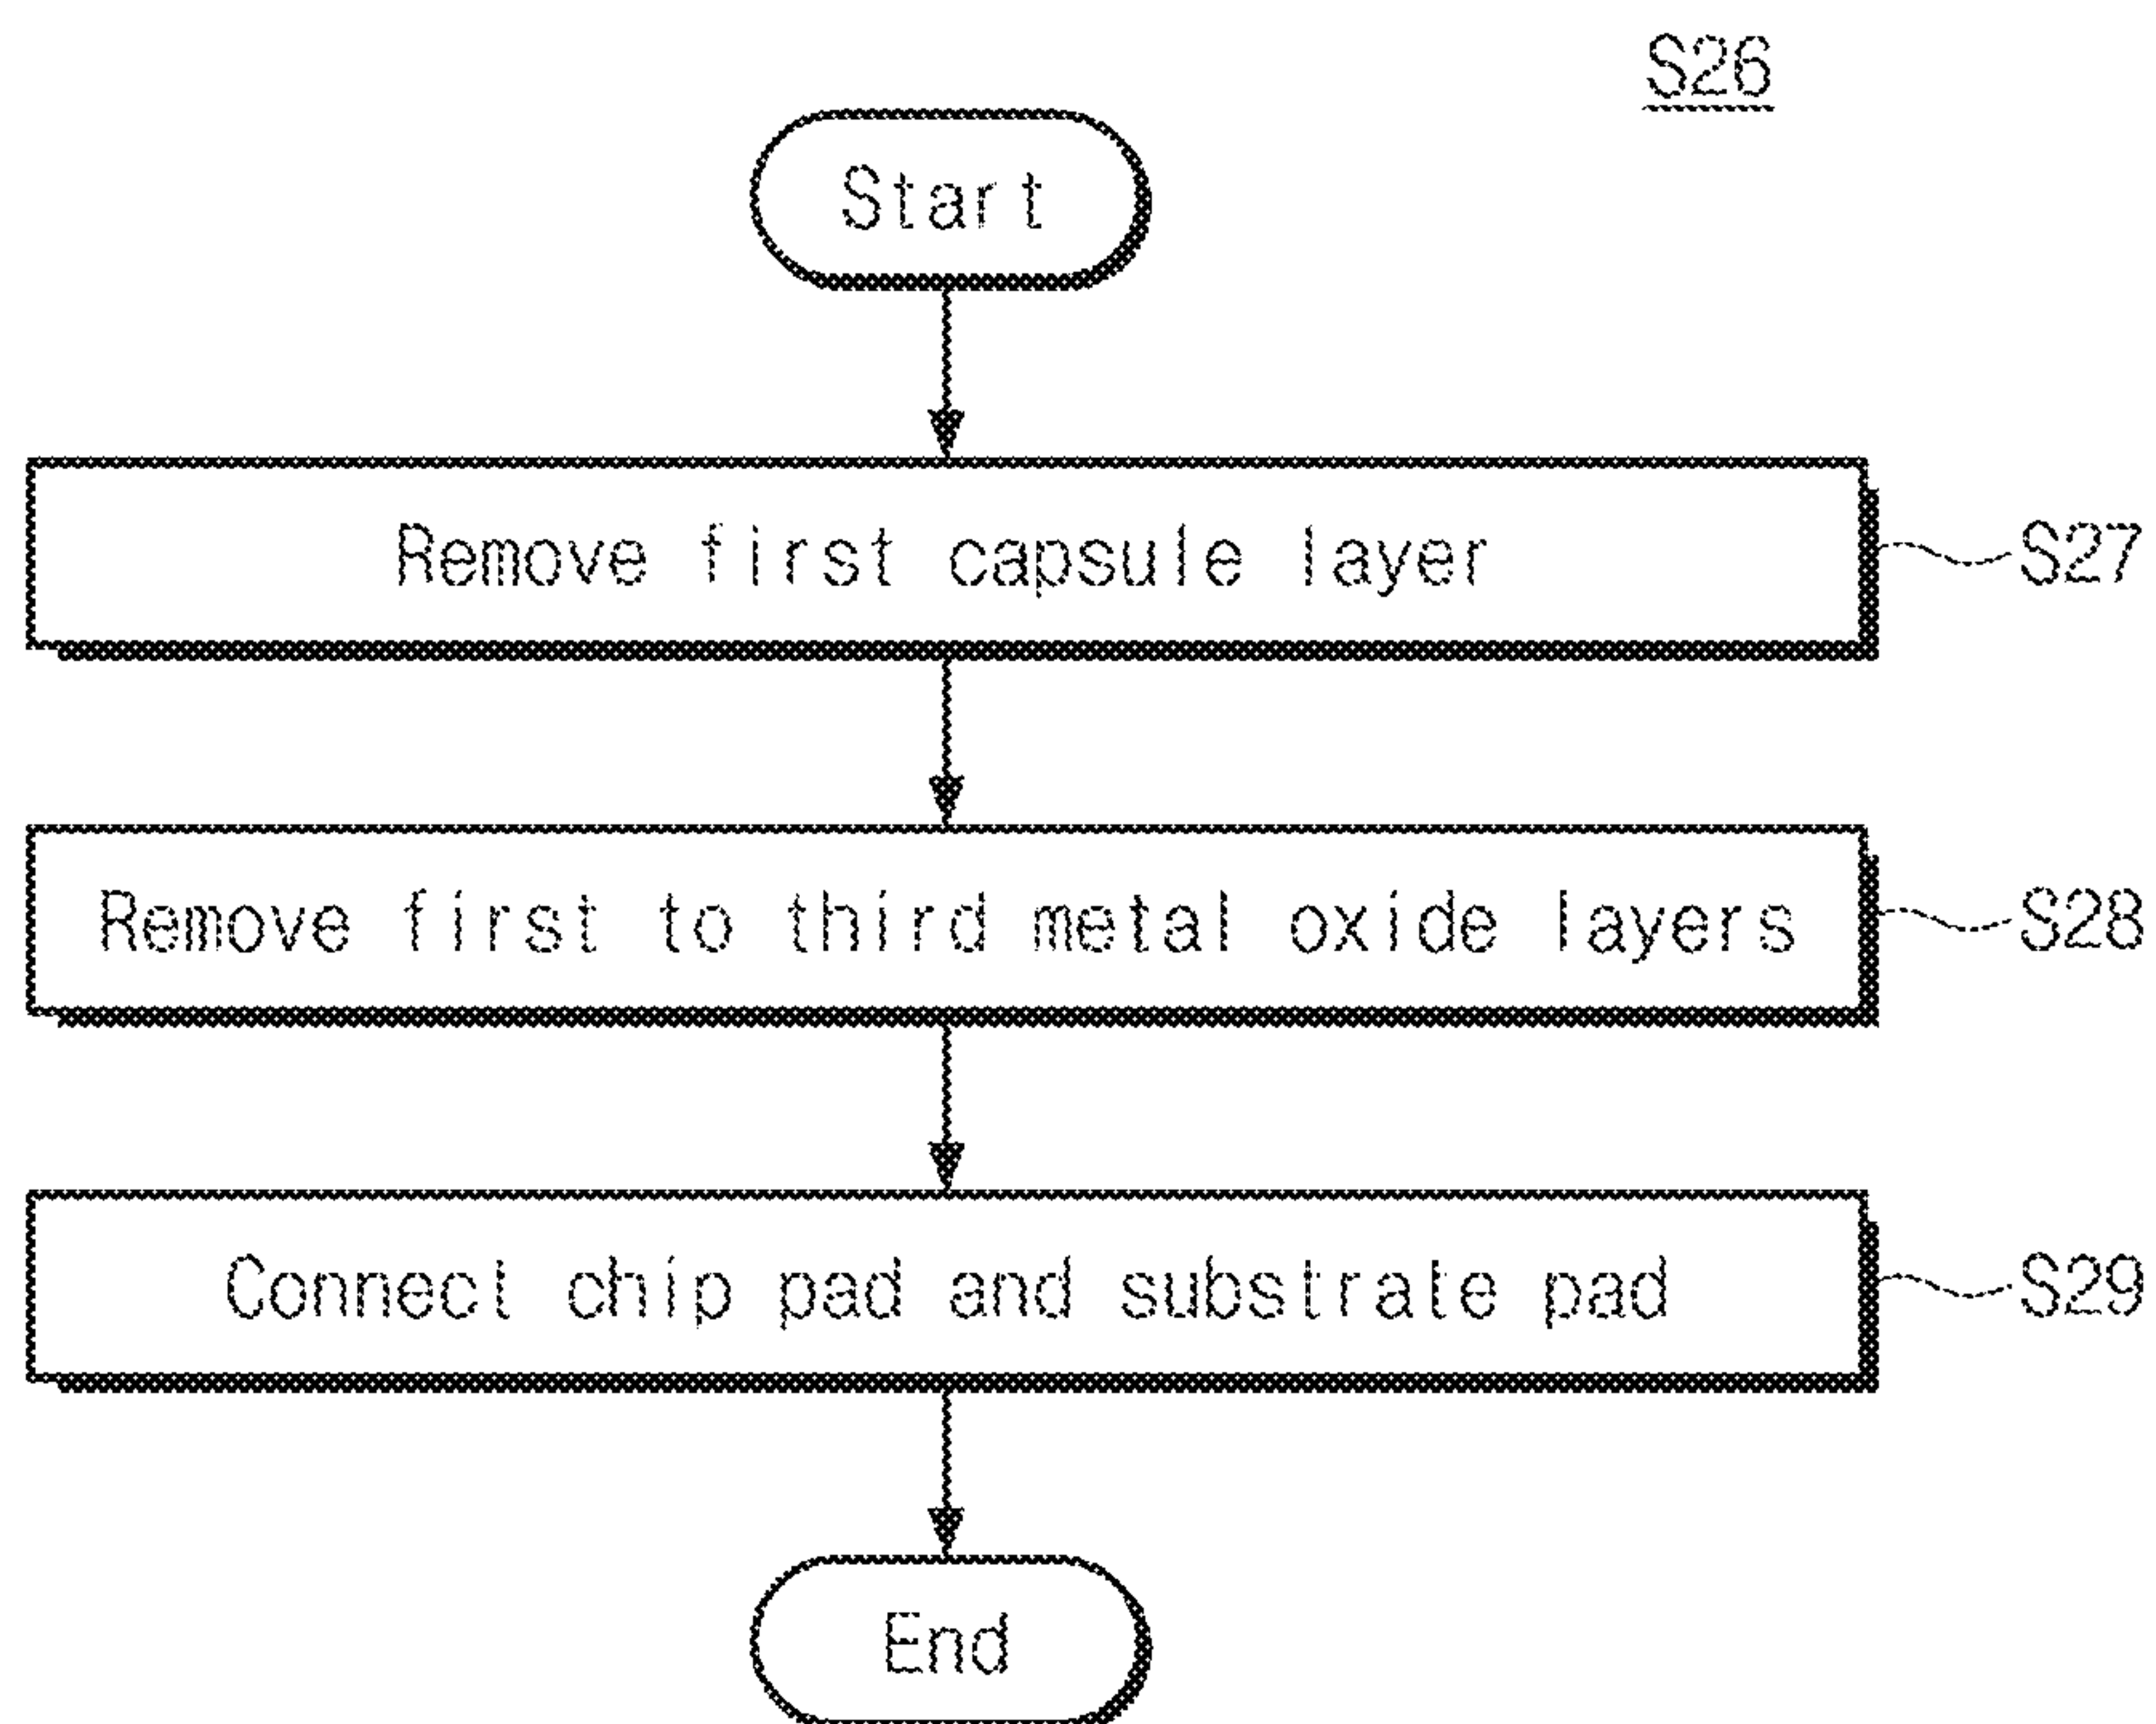 S26
Start
Remove first capsule layer
S27
Remove first to third metal oxide layers
S28
Connect chip pad and substrate pad
S29
End